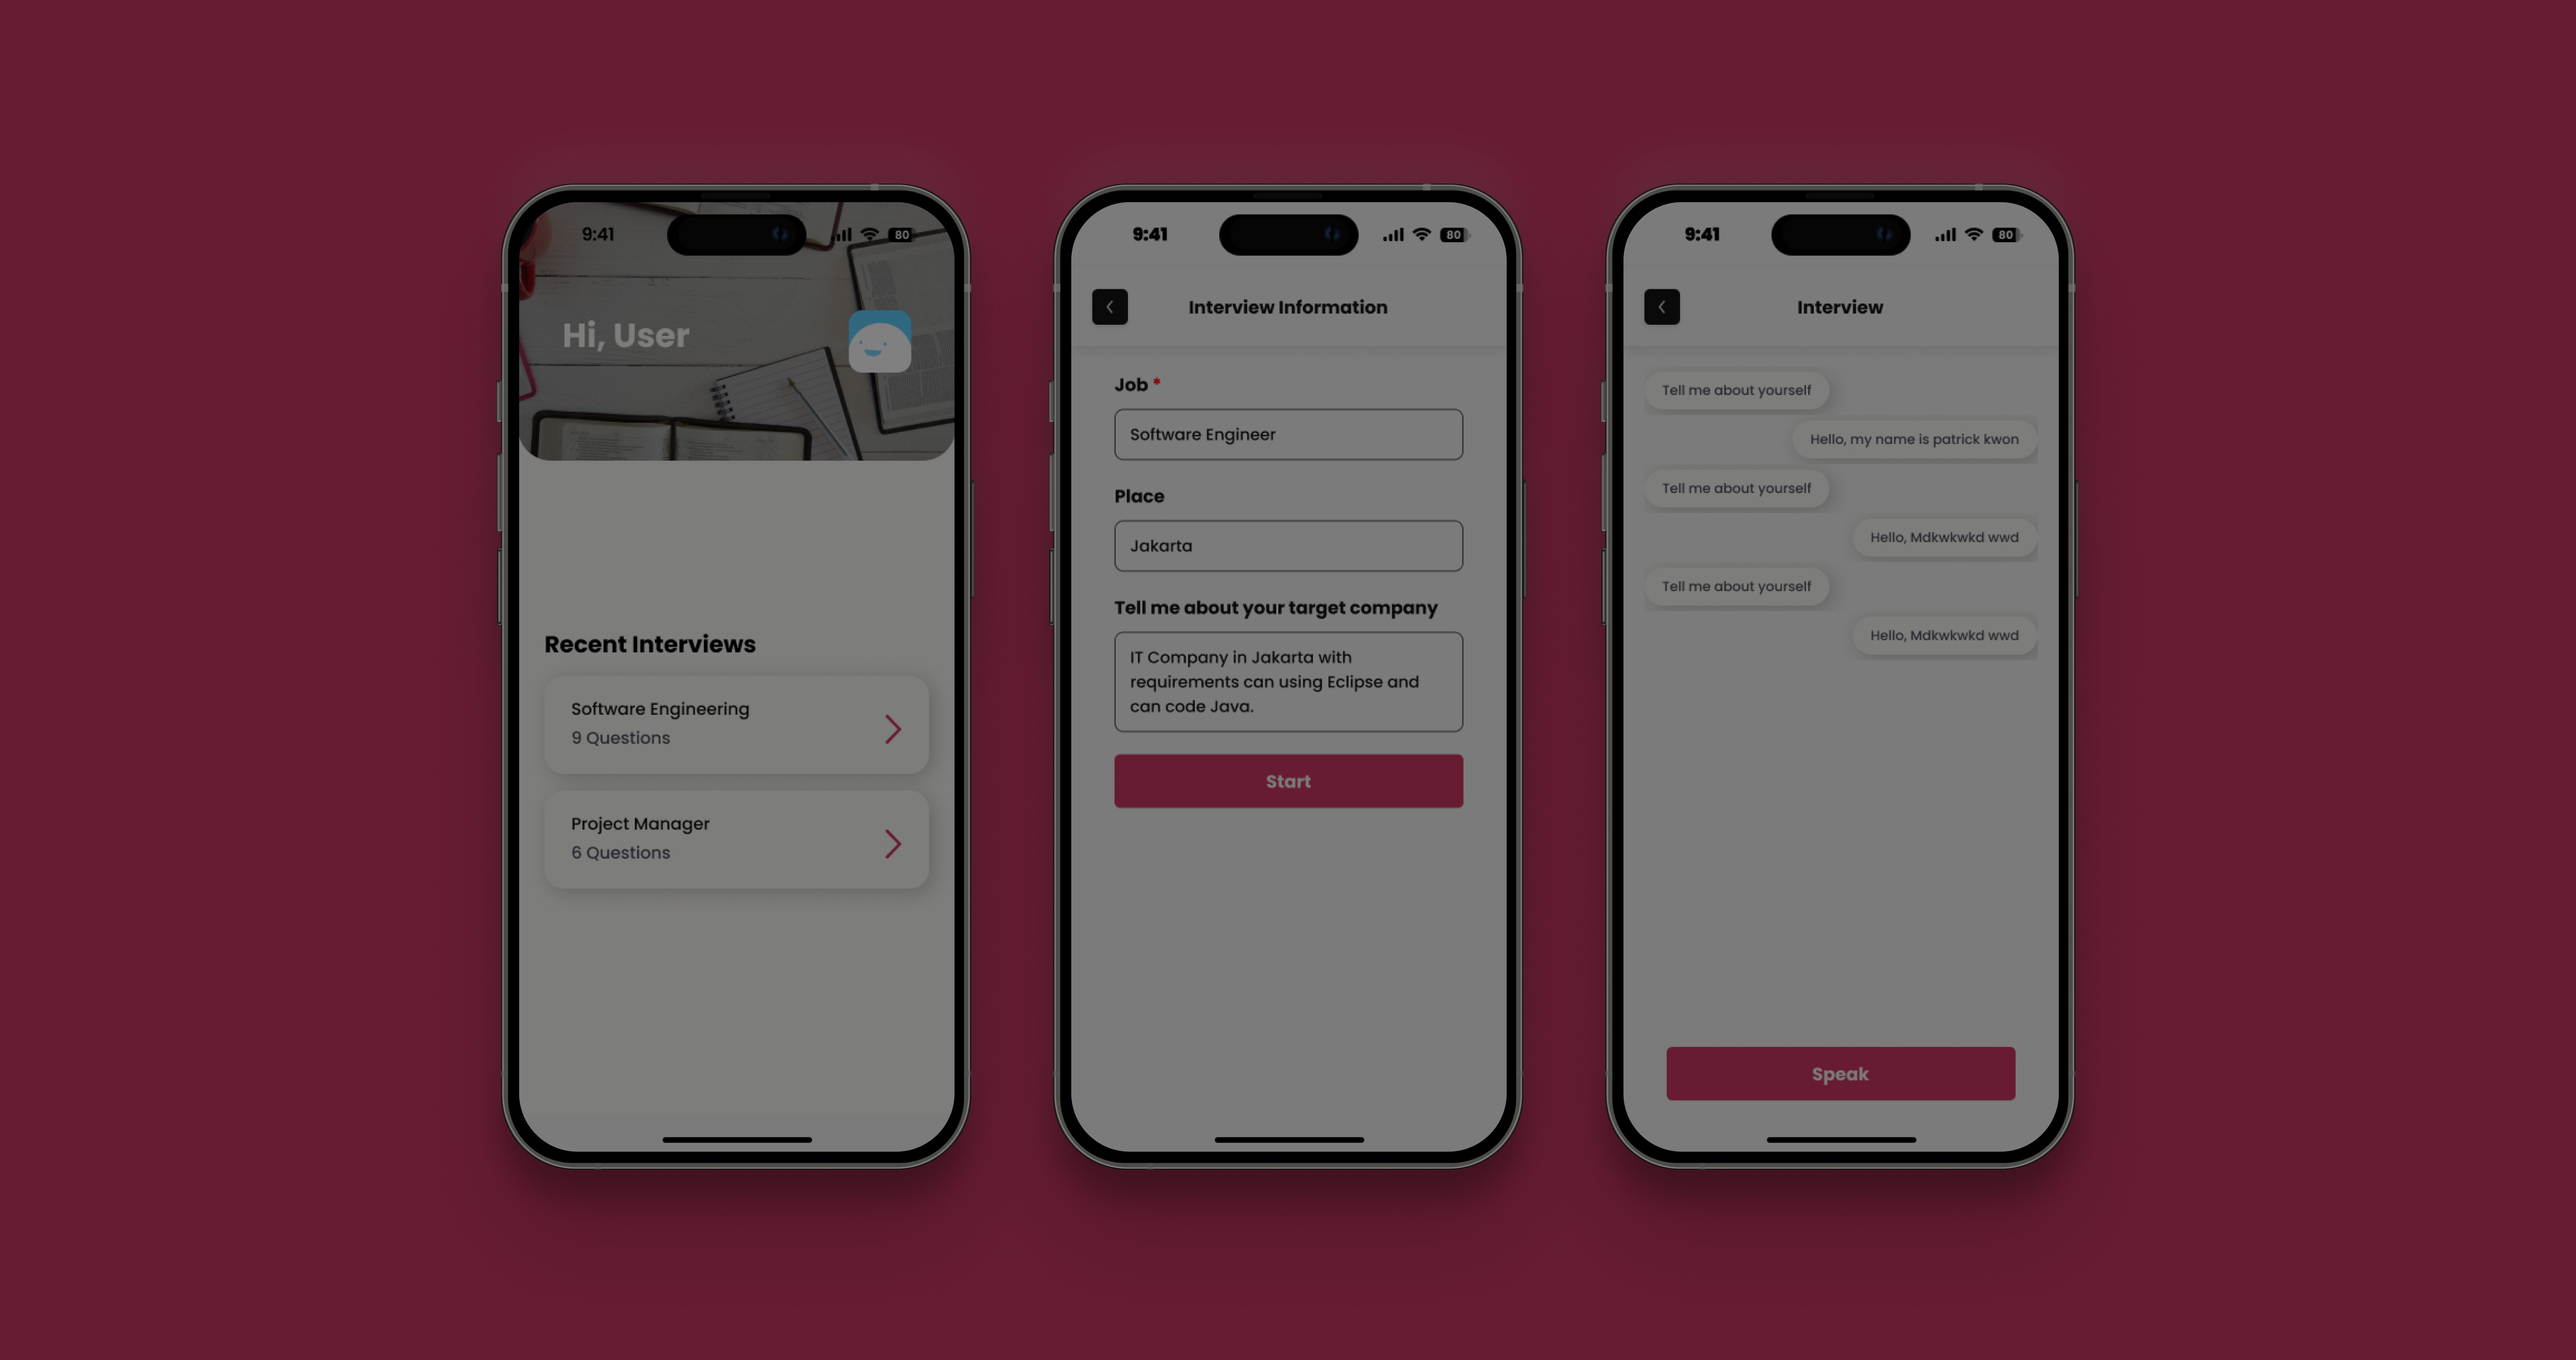 9:41
80
Hi, User
Recent Interviews
Software Engineering
9 Questions
Project Manager
6 Questions
9:41
80
Interview Information
Job *
Software Engineer
Place
Jakarta
Tell me about your target company
IT Company in Jakarta with
requirements can using Eclipse and
can code Java.
Start
9:41
80
Interview
Tell me about yourself
Hello, my name is patrick kwon
Tell me about yourself
Hello, Mdkwkwkd wwd
Tell me about yourself
Hello, Mdkwkwkd wwd
Speak